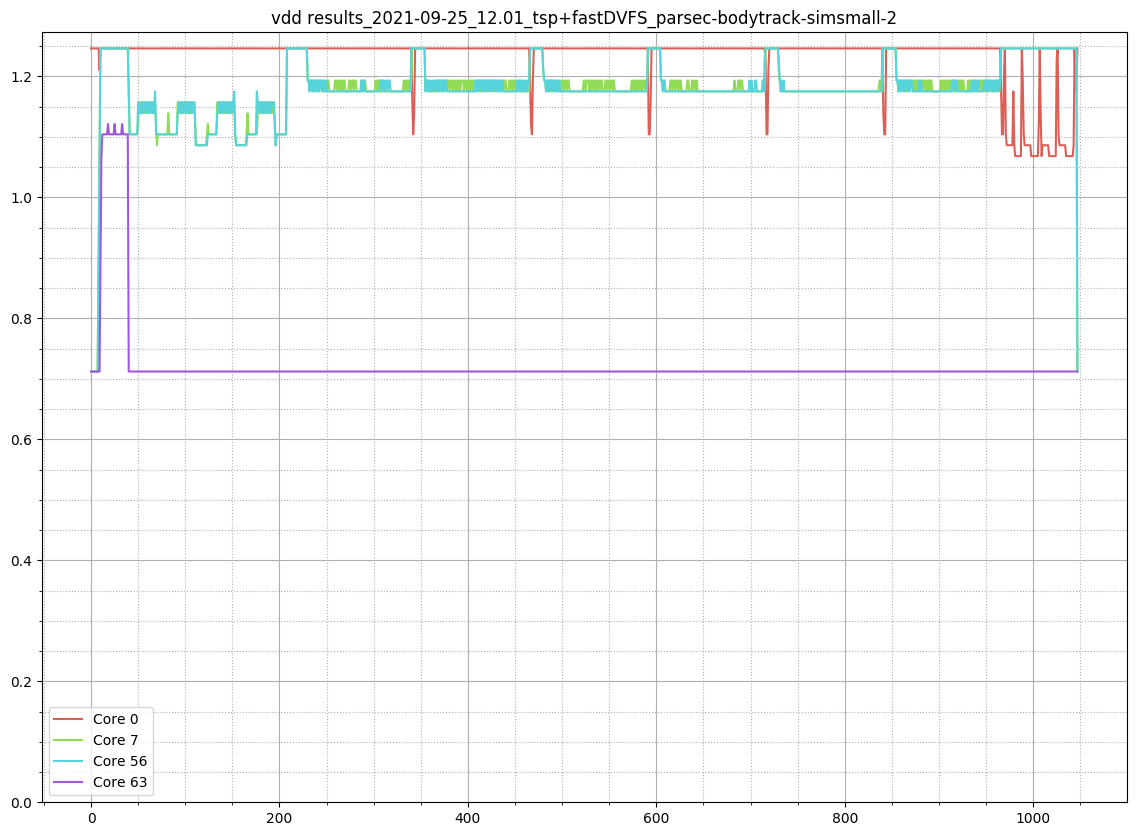 vdd results_2021-09-25_12.01_tsp+fastDVFS_parsec-bodytrack-simsmall-2
1.2
1.0
0.8
0.6
0.4
0.2
0.0
Core 0
Core 7
Core 56
Core 63
0 200 400 600 800 1000